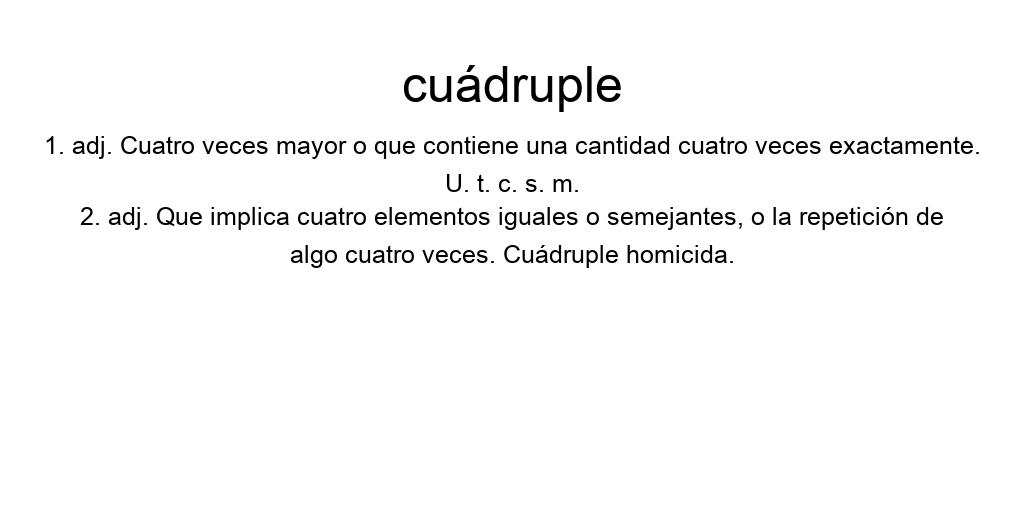 cuádruple
1. adj. Cuatro veces mayor o que contiene una cantidad cuatro veces exactamente.
U. t. c. s. m.
2. adj. Que implica cuatro elementos iguales o semejantes, o la repetición de
algo cuatro veces. Cuádruple homicida.